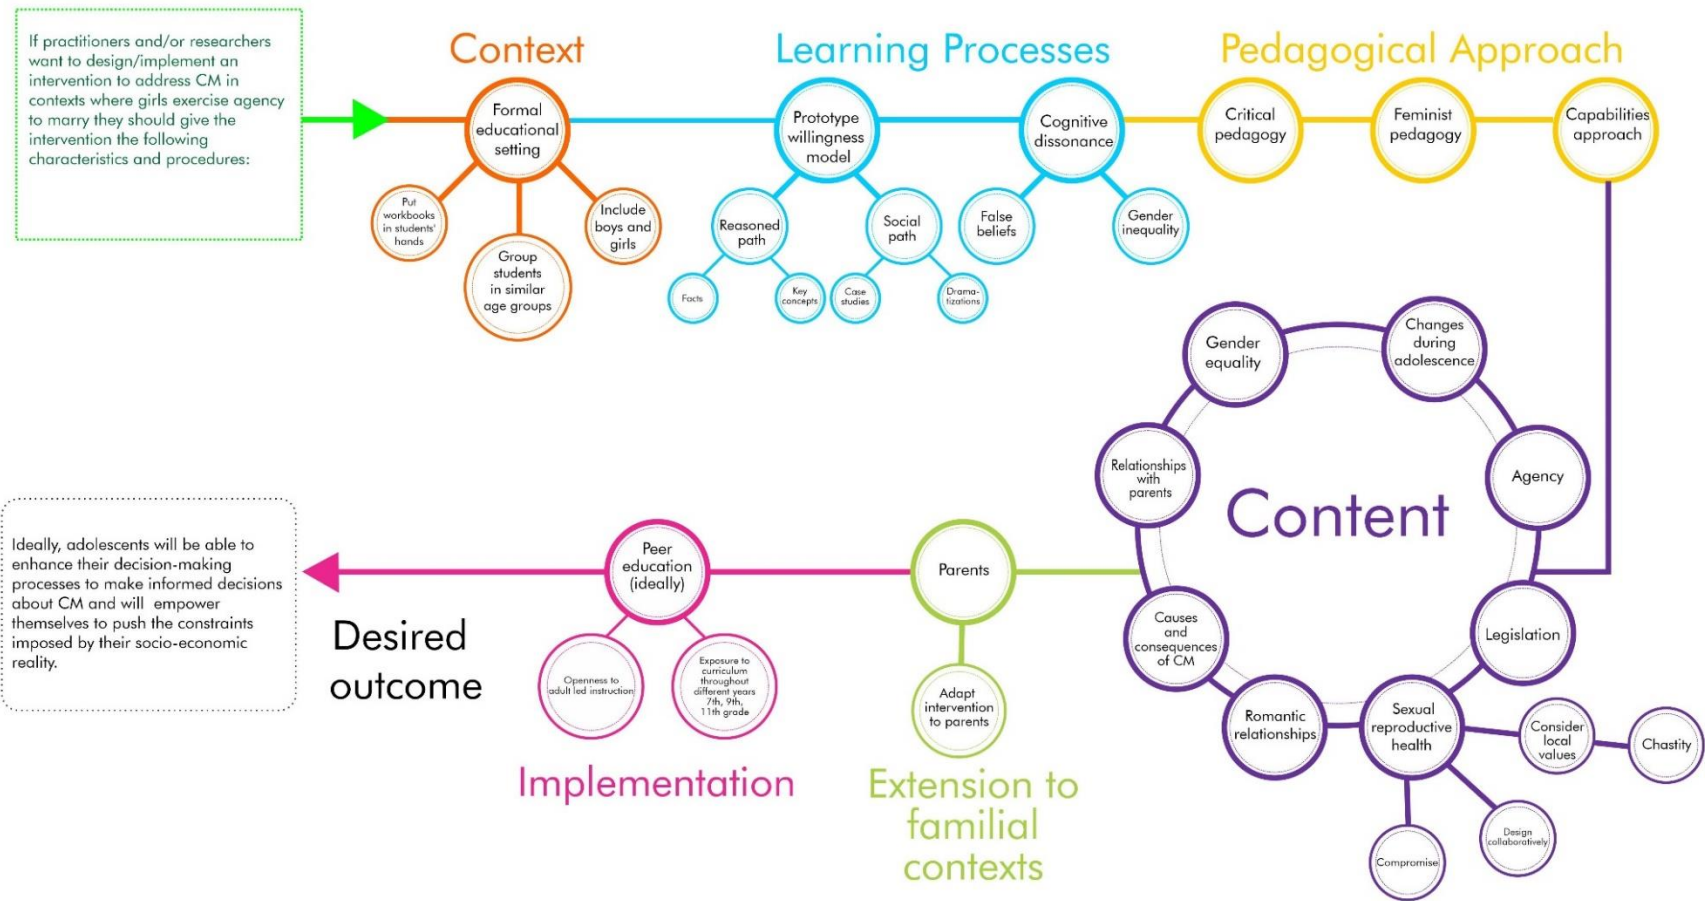 If practitioners and/or researchers
want to design/implement an
intervention to address CM in
contexts where girls exercise agency
to marry they should give the
intervention the following
characteristics and procedures:
Context
Formal
educational
setting
Put
workbooks
in students'
hands
Group
students
in similar
age groups
Include
boys and
girls
Learning Processes
Prototype
willingness
model
Reasoned
path
Facts
Key
concepts
Social
path
Case
studies
Drama-
tizations
Cognitive
dissonance
False
beliefs
Gender
inequality
Pedagogical Approach
Critical
pedagogy
Feminist
pedagogy
Capabilities
approach
Content
Gender
equality
Changes
during
adolescence
Agency
Legislation
Sexual
reproductive
health
Consider
local
values
Chastity
Design
collaboratively
Compromise
Romantic
relationships
Causes
and
consequences
of CM
Relationships
with
parents
Parents
Adapt
intervention
to parents
Extension to
familial
contexts
Peer
education
(ideally)
Openness to
adult led instruction
Exposure to
curriculum
throughout
different years
7th, 9th,
11th grade
Implementation
Desired
outcome
Ideally, adolescents will be able to
enhance their decision-making
processes to make informed decisions
about CM and will  empower
themselves to push the constraints
imposed by their socio-economic
reality.